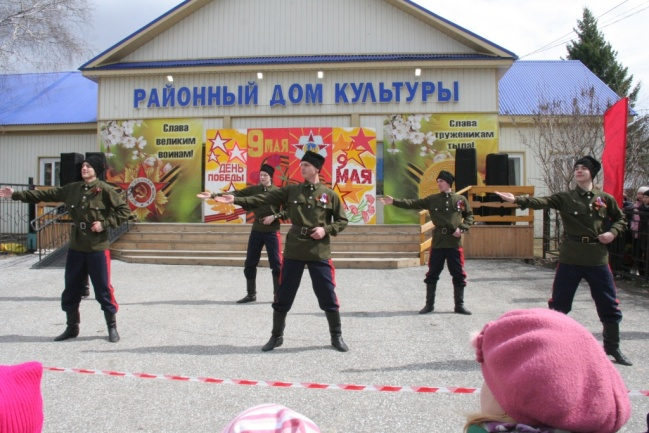 РАЙОННЫЙ ДОМ КУЛЬТУРЫ
Слава
великим
воинам!
9 МАЯ
ДЕНЬ
ПОБЕДЫ
9
МАЯ
Слава
труженикам
тыла!